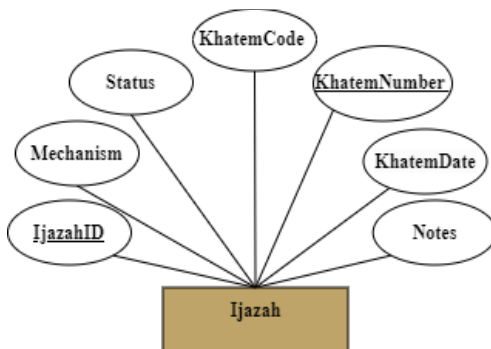 KhatemCode
Status
KhatemNumber
Mechanism
KhatemDate
IjazahID
Notes
Ijazah